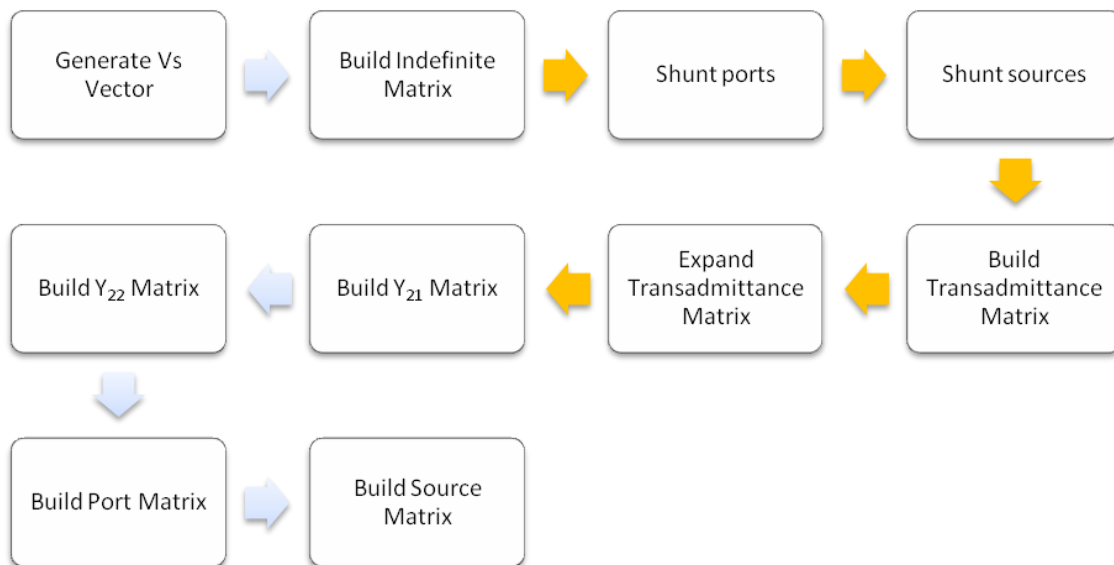 Generate Vs
Vector
Build Indefinite
Matrix
Shunt ports
Shunt sources
Build
Transadmittance
Matrix
Expand
Transadmittance
Matrix
Build Y₂₁ Matrix
Build Y₂₂ Matrix
Build Port Matrix
Build Source
Matrix